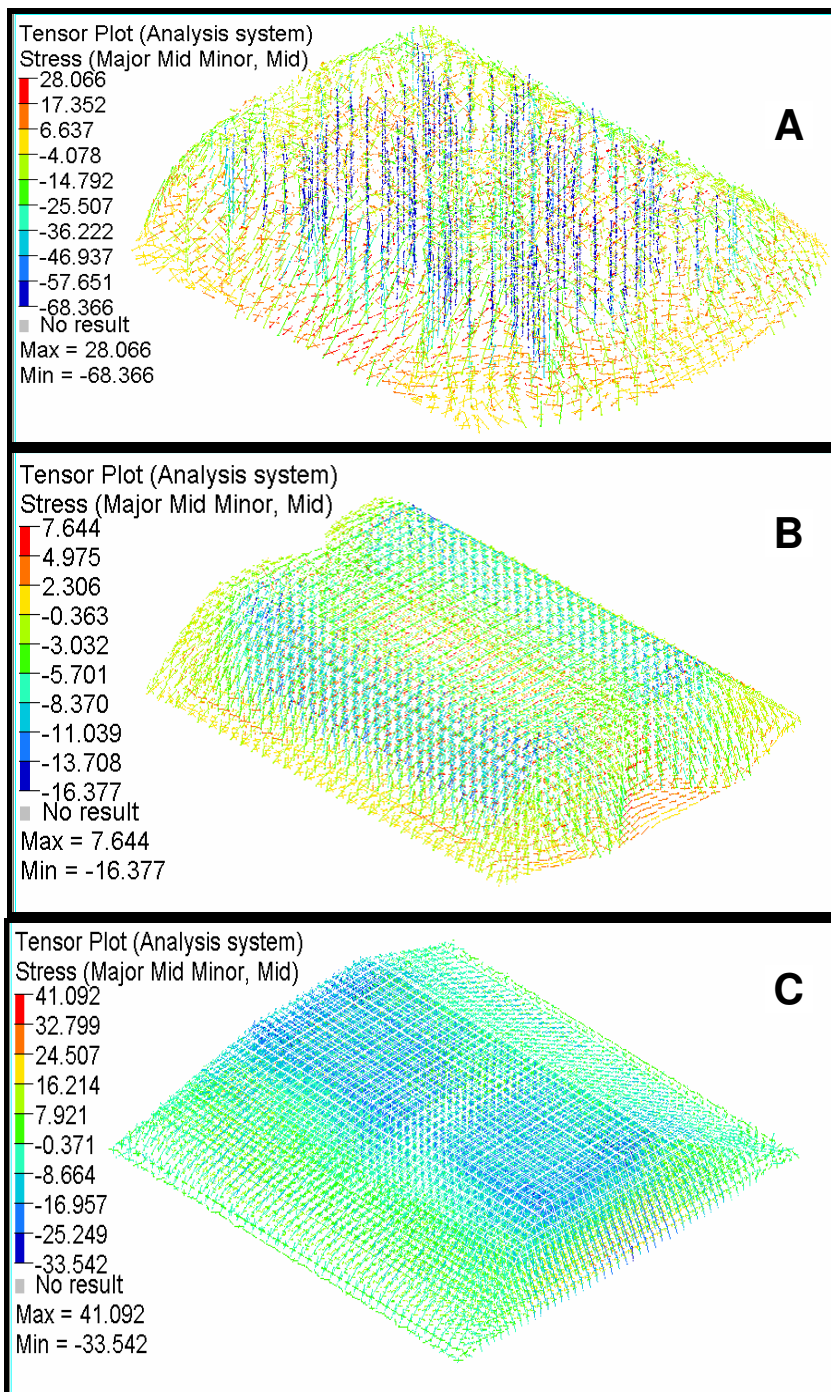 Tensor Plot (Analysis system)
Stress (Major Mid Minor, Mid)
28.066
17.352
6.637
-4.078
-14.792
-25.507
-36.222
-46.937
-57.651
-68.366
No result
Max = 28.066
Min = -68.366
A
Tensor Plot (Analysis system)
Stress (Major Mid Minor, Mid)
7.644
4.975
2.306
-0.363
-3.032
-5.701
-8.370
-11.039
-13.708
-16.377
No result
Max = 7.644
Min = -16.377
B
Tensor Plot (Analysis system)
Stress (Major Mid Minor, Mid)
41.092
32.799
24.507
16.214
7.921
-0.371
-8.664
-16.957
-25.249
-33.542
No result
Max = 41.092
Min = -33.542
C